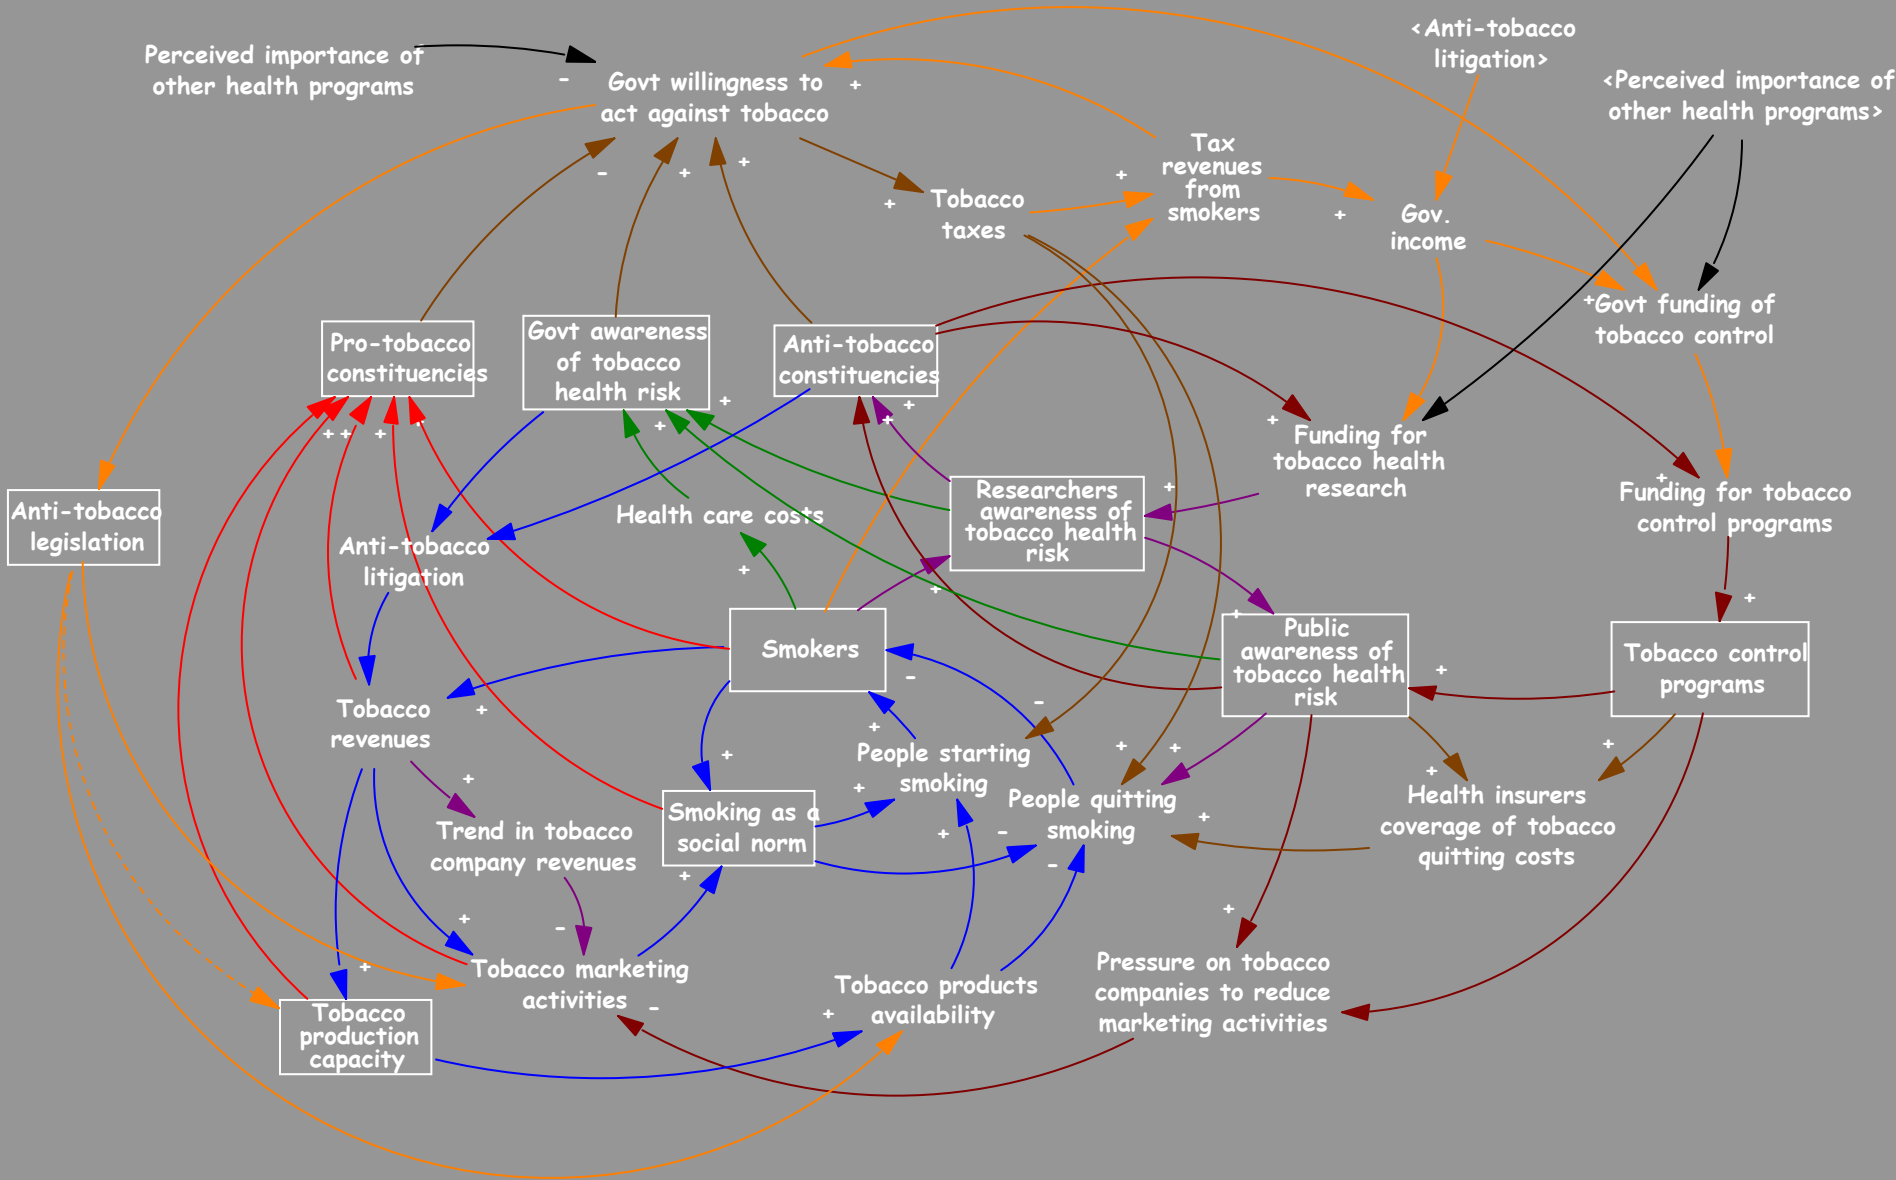 Perceived importance of
other health programs
Govt willingness to
act against tobacco
<Anti-tobacco
litigation>
<Perceived importance of
other health programs>
Tax
revenues
from
smokers
Tobacco
taxes
Gov.
income
Govt funding of
tobacco control
Pro-tobacco
constituencies
Govt awareness
of tobacco
health risk
Anti-tobacco
constituencies
Funding for
tobacco health
research
Funding for tobacco
control programs
Anti-tobacco
legislation
Anti-tobacco
litigation
Health care costs
Researchers
awareness of
tobacco health
risk
Smokers
Public
awareness of
tobacco health
risk
Tobacco control
programs
Tobacco
revenues
People starting
smoking
People quitting
smoking
Health insurers
coverage of tobacco
quitting costs
Trend in tobacco
company revenues
Smoking as a
social norm
Tobacco marketing
activities
Tobacco products
availability
Pressure on tobacco
companies to reduce
marketing activities
Tobacco
production
capacity